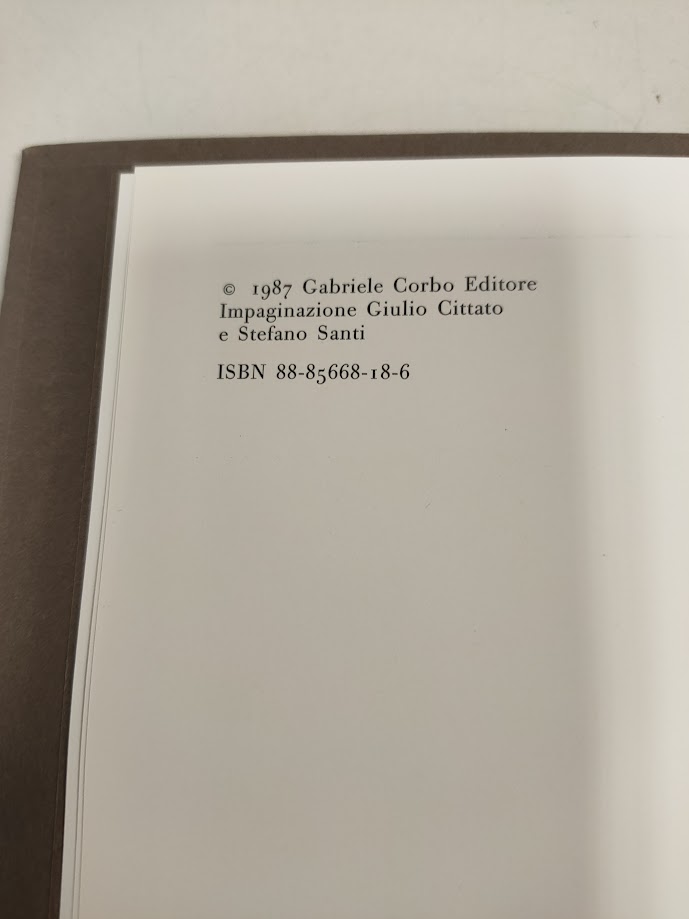 © 1987 Gabriele Corbo Editore
Impaginazione Giulio Cittato
e Stefano Santi
ISBN 88-85668-18-6